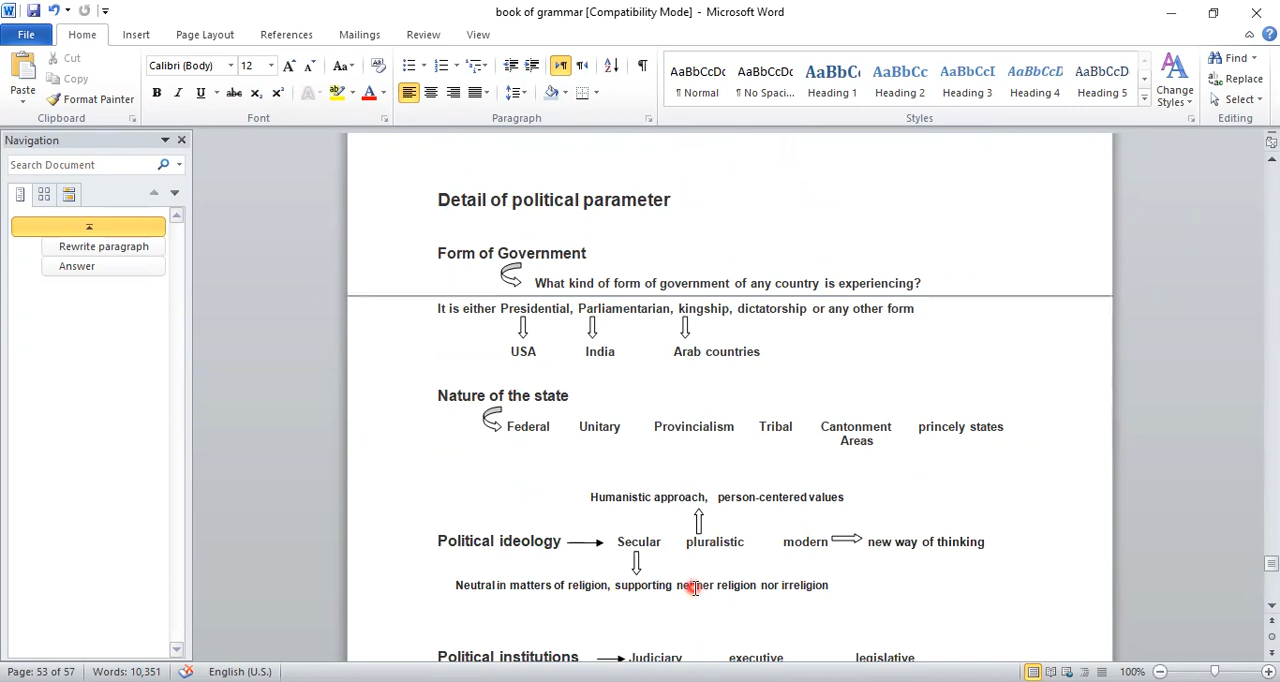 book of grammar [Compatibility Mode] - Microsoft Word
File Home Insert Page Layout References Mailings Review View
Paste
Cut
Copy
Format Painter
Clipboard
Calibri (Body) 12
Font
Paragraph
AaBbCcDc AaBbCcDc AaBbC AaBbCc AaBbCcI AaBbCcD AaBbCcD
¶ Normal ¶ No Spaci... Heading 1 Heading 2 Heading 3 Heading 4 Heading 5
Styles
Change Styles
Find
Replace
Select
Editing
Navigation
Search Document
Rewrite paragraph
Answer
Detail of political parameter
Form of Government
What kind of form of government of any country is experiencing?
It is either Presidential, Parliamentarian, kingship, dictatorship or any other form
USA India Arab countries
Nature of the state
Federal Unitary Provincialism Tribal Cantonment Areas princely states
Humanistic approach, person-centered values
Political ideology Secular pluralistic modern new way of thinking
Neutral in matters of religion, supporting neither religion nor irreligion
Political institutions Judiciary executive legislative
Page: 53 of 57 Words: 10,351 English (U.S.) 100%